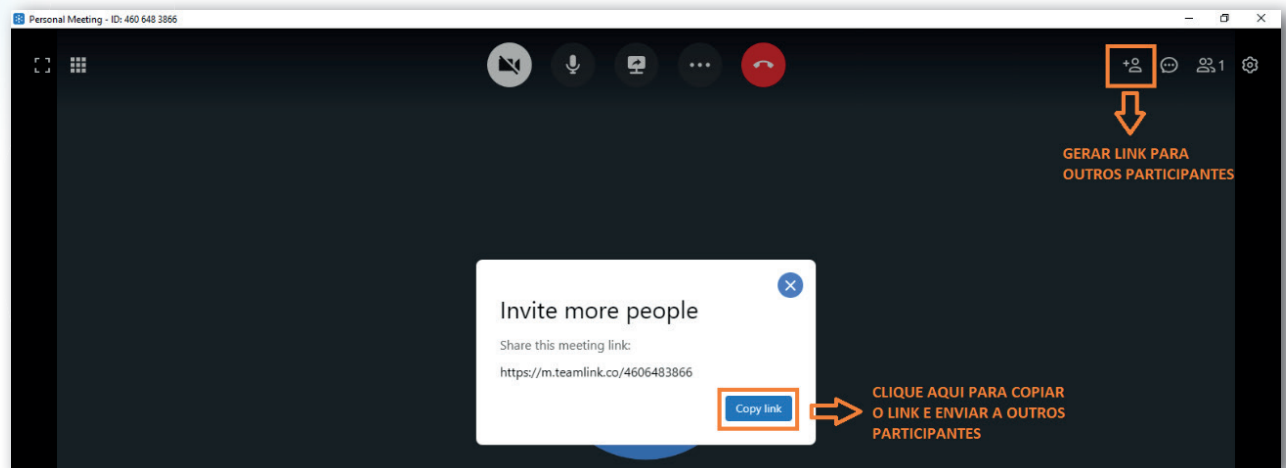 Personal Meeting - ID: 460 648 3866
1
GERAR LINK PARA
OUTROS PARTICIPANTES
Invite more people
Share this meeting link:
https://m.teamlink.co/4606483866
Copy link
CLIQUE AQUI PARA COPIAR
O LINK E ENVIAR A OUTROS
PARTICIPANTES